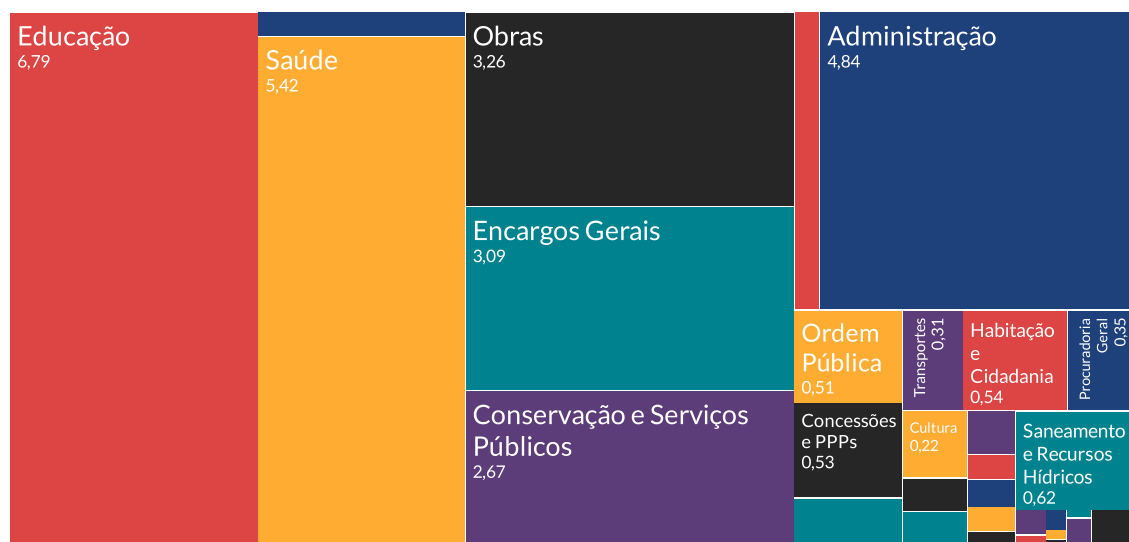 Educação
6,79
Saúde
5,42
Obras
3,26
Encargos Gerais
3,09
Conservação e Serviços
Públicos
2,67
Administração
4,84
Ordem
Pública
0,51
Transportes
0,31
Habitação
e
Cidadania
0,54
Procuradoria
Geral
0,35
Concessões
e PPPs
0,53
Cultura
0,22
Saneamento
e Recursos
Hídricos
0,62